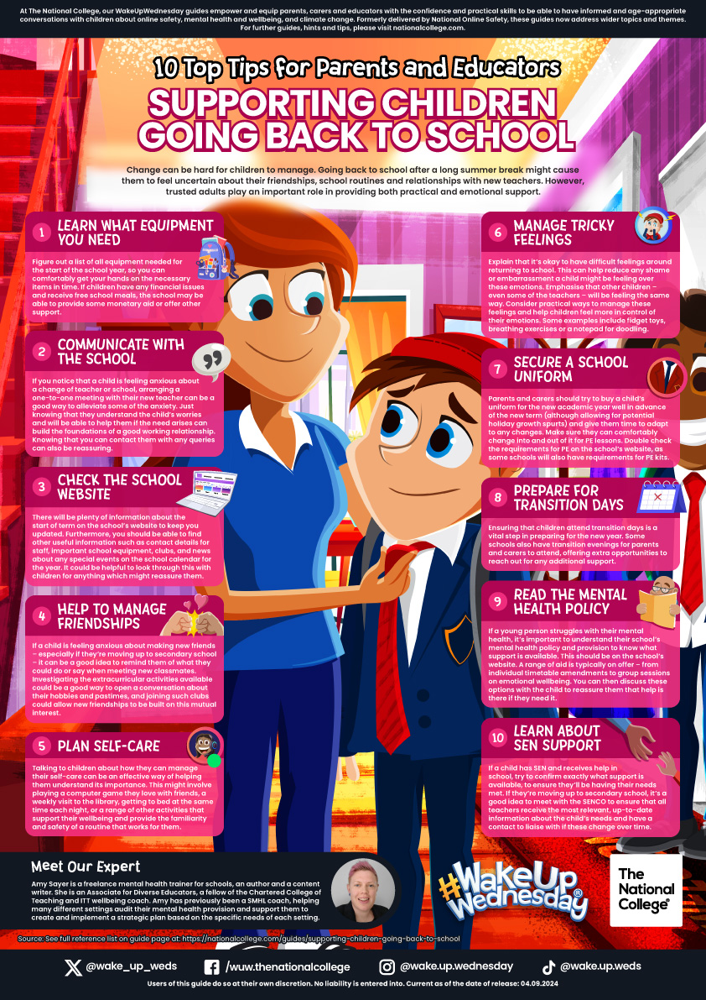 At The National College, our WakeUpWednesday guides empower and equip parents, carers and educators with the confidence and practical skills to be able to have informed and age-appropriate
conversations with children about online safety, mental health and wellbeing, and climate change. Formerly delivered by National Online Safety, these guides now address wider topics and themes.
For further guides, hints and tips, please visit nationalcollege.com.
10 Top Tips for Parents and Educators
SUPPORTING CHILDREN
GOING BACK TO SCHOOL
Change can be hard for children to manage. Going back to school after a long summer break might cause
them to feel uncertain about their friendships, school routines and relationships with new teachers. However,
trusted adults play an important role in providing both practical and emotional support.
1 LEARN WHAT EQUIPMENT
YOU NEED
Figure out a list of all equipment needed for
the start of the school year, so you can
comfortably get your hands on the necessary
items in time. If children have any financial issues
and receive free school meals, the school may be
able to provide some monetary aid or offer other
support.
2 COMMUNICATE WITH
THE SCHOOL
If you notice that a child is feeling anxious about
a change of teacher or school, arranging a
one-to-one meeting with their new teacher can be a
good way to alleviate some of the anxiety. Just
knowing that they understand the child's worries
and will be able to help them if the need arises can
build the foundations of a good working relationship.
Knowing that you can contact them with any queries
can also be reassuring.
3 CHECK THE SCHOOL
WEBSITE
There will be plenty of information about the
start of term on the school's website to keep you
updated. Furthermore, you should be able to find
other useful information such as contact details for
staff, important school equipment, clubs, and news
about any special events on the school calendar for
the year. It could be helpful to look through this with
children for anything which might reassure them.
4 HELP TO MANAGE
FRIENDSHIPS
If a child is feeling anxious about making new friends
– especially if they're moving up to secondary school
– it can be a good idea to remind them of what they
could do or say when meeting new classmates.
Investigating the extracurricular activities available
could be a good way to open a conversation about
their hobbies and pastimes, and joining such clubs
could allow new friendships to be built on this mutual
interest.
5 PLAN SELF-CARE
Talking to children about how they can manage
their self-care can be an effective way of helping
them understand its importance. This might involve
playing a computer game they love with friends, a
weekly visit to the library, getting to bed at the same
time each night, or a range of other activities that
support their wellbeing and provide the familiarity
and safety of a routine that works for them.
6 MANAGE TRICKY
FEELINGS
Explain that it's okay to have difficult feelings around
returning to school. This can help reduce any shame
or embarrassment a child might be feeling over
these emotions. Emphasise that other children –
even some of the teachers – will be feeling the same
way. Consider practical ways to manage these
feelings and help children feel more in control of
their emotions. Some examples include fidget toys,
breathing exercises or a notepad for doodling.
7 SECURE A SCHOOL
UNIFORM
Parents and carers should try to buy a child's
uniform for the new academic year well in advance
of the new term (although allowing for potential
holiday growth spurts) and give them time to adapt
to any changes. Make sure they can comfortably
change into and out of it for PE lessons. Double check
the requirements for PE on the school's website, as
some schools will also have requirements for PE kits.
8 PREPARE FOR
TRANSITION DAYS
Ensuring that children attend transition days is a
vital step in preparing for the new year. Some
schools also have transition evenings for parents
and carers to attend, offering extra opportunities to
reach out for any additional support.
9 READ THE MENTAL
HEALTH POLICY
If a young person struggles with their mental
health, it's important to understand their school's
mental health policy and provision to know what
support is available. This should be on the school's
website. A range of aid is typically on offer – from
individual timetable amendments to group sessions
on emotional wellbeing. You can then discuss these
options with the child to reassure them that help is
there if they need it.
10 LEARN ABOUT
SEN SUPPORT
If a child has SEN and receives help in
school, try to confirm exactly what support is
available, to ensure they'll be having their needs
met. If they're moving up to secondary school, it's a
good idea to meet with the SENCO to ensure that all
teachers receive the most relevant, up-to-date
information about the child's needs and have a
contact to liaise with if these change over time.
Meet Our Expert
Amy Sayer is a freelance mental health trainer for schools, an author and a content
writer. She is an Associate for Diverse Educators, a fellow of the Chartered College of
Teaching and ITT wellbeing coach. Amy has previously been a SMHL coach, helping
many different settings audit their mental health provision and support them to
create and implement a strategic plan based on the specific needs of each setting.
#WakeUp
Wednesday®
The
National
College®
Source: See full reference list on guide page at: https://nationalcollege.com/guides/supporting-children-going-back-to-school
@wake_up_weds
/wuw.thenationalcollege
@wake.up.wednesday
@wake.up.weds
Users of this guide do so at their own discretion. No liability is entered into. Current as of the date of release: 04.09.2024